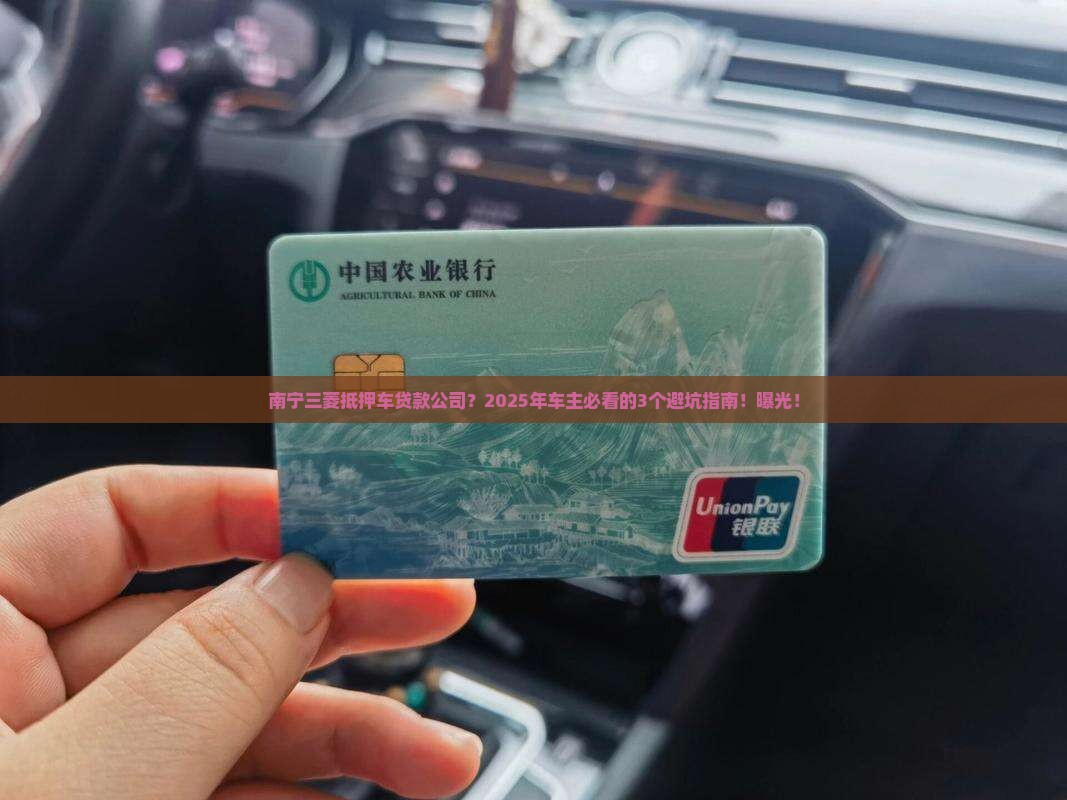 中国农业银行
AGRICULTURAL BANK OF CHINA
南宁三菱抵押车贷款公司？2025年车主必看的3个避坑指南！曝光！
UnionPay
银联